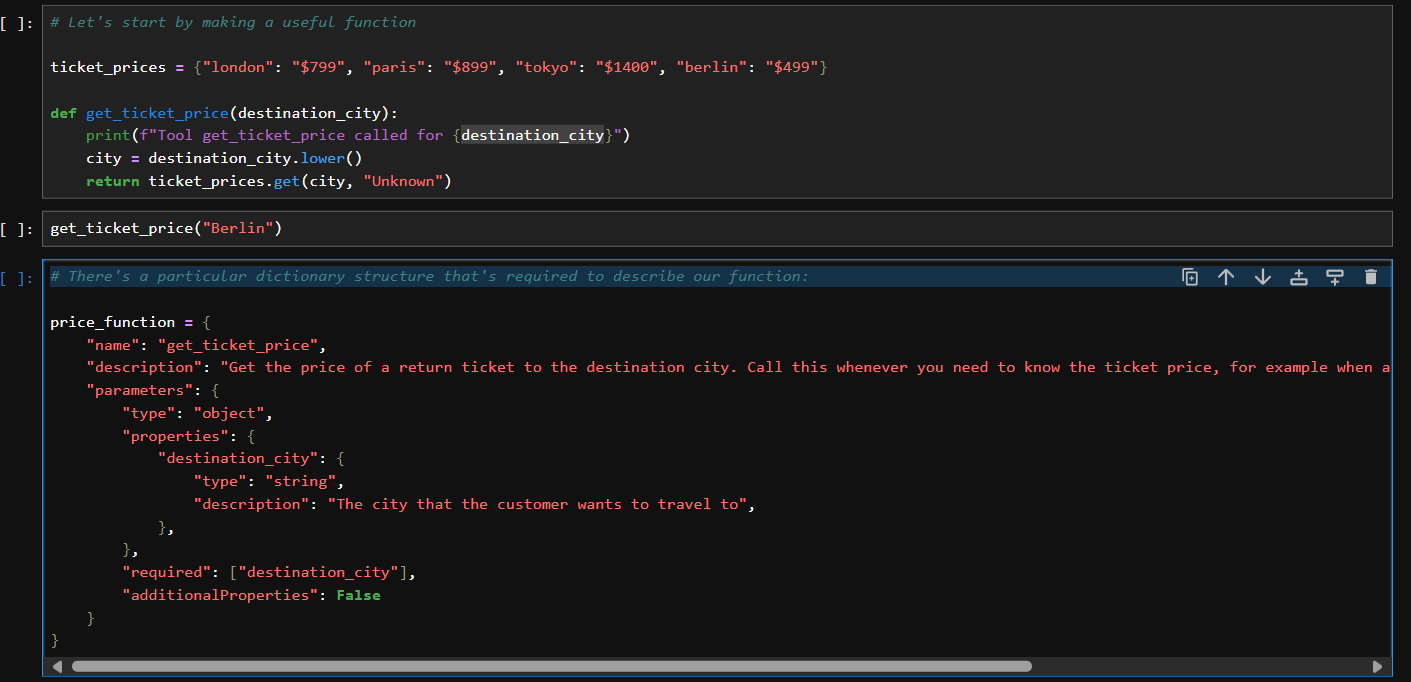 [ ]:
# Let's start by making a useful function
ticket_prices = {"london": "$799", "paris": "$899", "tokyo": "$1400", "berlin": "$499"}
def get_ticket_price(destination_city):
    print(f"Tool get_ticket_price called for {destination_city}")
    city = destination_city.lower()
    return ticket_prices.get(city, "Unknown")
[ ]:
get_ticket_price("Berlin")
[ ]:
# There's a particular dictionary structure that's required to describe our function:
price_function = {
    "name": "get_ticket_price",
    "description": "Get the price of a return ticket to the destination city. Call this whenever you need to know the ticket price, for example when a
    "parameters": {
        "type": "object",
        "properties": {
            "destination_city": {
                "type": "string",
                "description": "The city that the customer wants to travel to",
            },
        },
        "required": ["destination_city"],
        "additionalProperties": False
    }
}